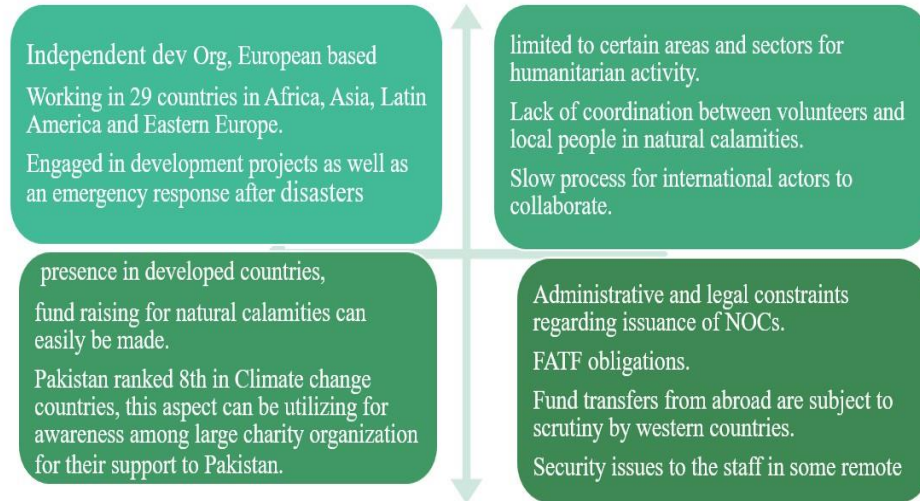 Independent dev Org, European based
Working in 29 countries in Africa, Asia, Latin
America and Eastern Europe.
Engaged in development projects as well as
an emergency response after disasters
limited to certain areas and sectors for
humanitarian activity.
Lack of coordination between volunteers and
local people in natural calamities.
Slow process for international actors to
collaborate.
presence in developed countries,
fund raising for natural calamities can
easily be made.
Pakistan ranked 8th in Climate change
countries, this aspect can be utilizing for
awareness among large charity organization
for their support to Pakistan.
Administrative and legal constraints
regarding issuance of NOCs.
FATF obligations.
Fund transfers from abroad are subject to
scrutiny by western countries.
Security issues to the staff in some remote